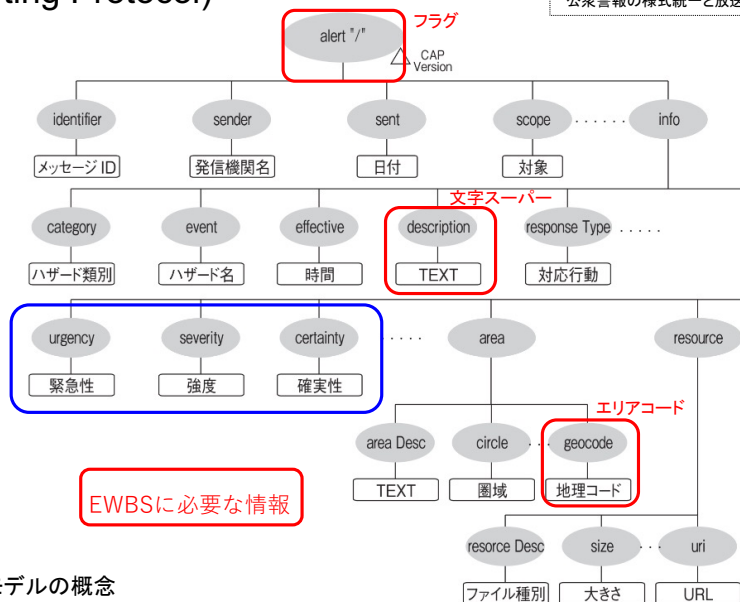 ting Protocol)
公衆警報の様式統一と放送
フラグ
alert "/"
CAP
Version
identifier
sender
sent
scope
. . . . . .
info
メッセージ ID
発信機関名
日付
対象
文字スーパー
category
event
effective
description
response Type
. . . . .
ハザード類別
ハザード名
時間
TEXT
対応行動
urgency
severity
certainty
. . . .
area
resource
緊急性
強度
確実性
エリアコード
area Desc
circle
. .
geocode
TEXT
圏域
地理コード
EWBSに必要な情報
resorce Desc
size
. . .
uri
ファイル種別
大きさ
URL
モデルの概念